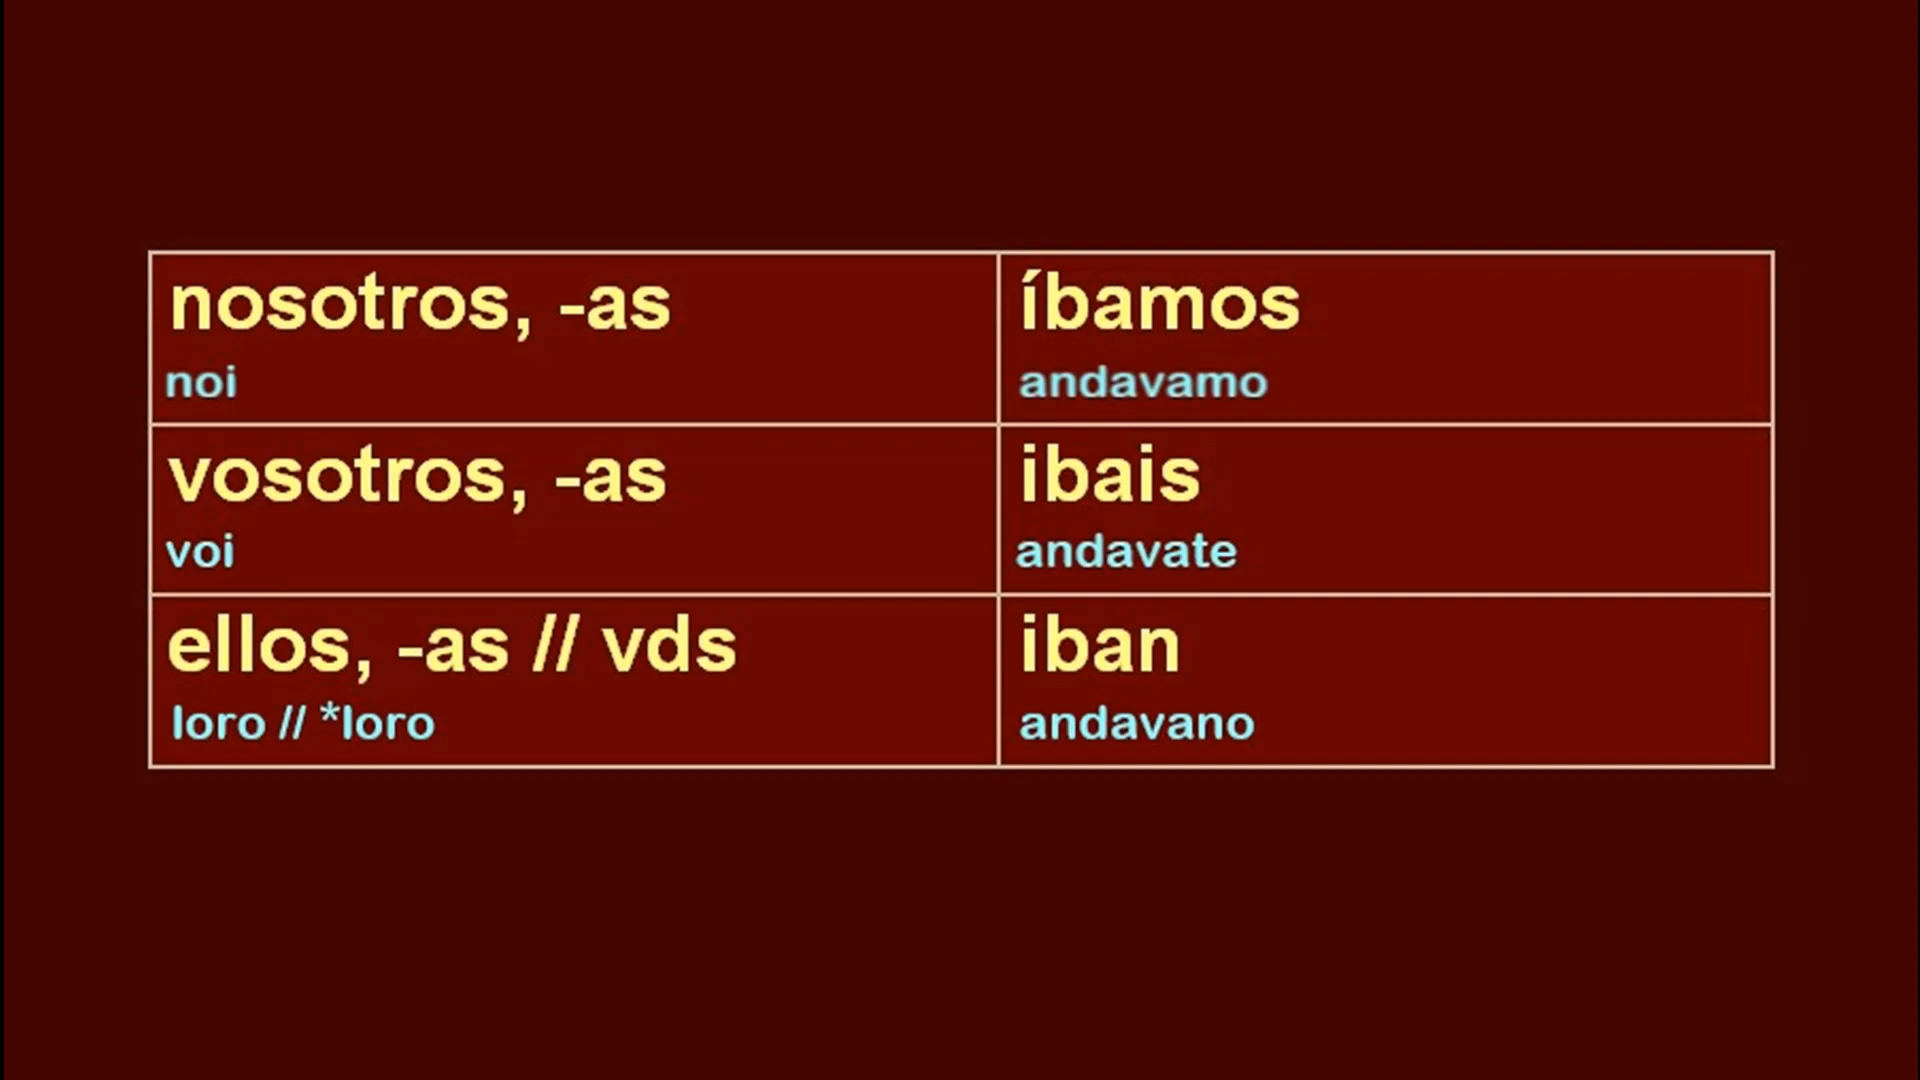 nosotros, -as
íbamos
noi
andavamo
vosotros, -as
ibais
voi
andavate
ellos, -as // vds
iban
loro // *loro
andavano